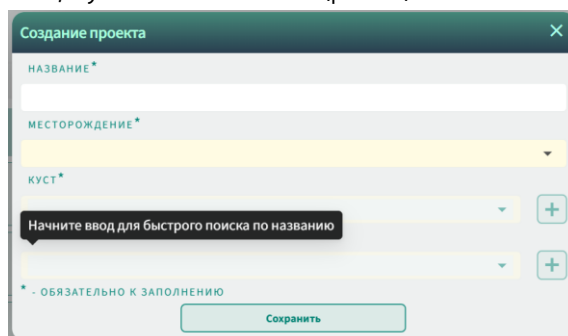 Создание проекта
НАЗВАНИЕ*
МЕСТОРОЖДЕНИЕ*
КУСТ*
Начните ввод для быстрого поиска по названию
* - ОБЯЗАТЕЛЬНО К ЗАПОЛНЕНИЮ
Сохранить